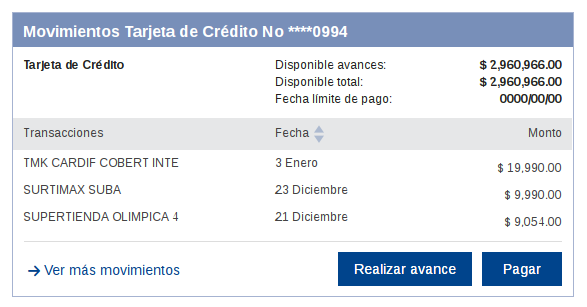 Movimientos Tarjeta de Crédito No ****0994
Tarjeta de Crédito
Disponible avances: $ 2,960,966.00
Disponible total: $ 2,960,966.00
Fecha límite de pago: 0000/00/00
Transacciones Fecha Monto
TMK CARDIF COBERT INTE 3 Enero $ 19,990.00
SURTIMAX SUBA 23 Diciembre $ 9,990.00
SUPERTIENDA OLIMPICA 4 21 Diciembre $ 9,054.00
Ver más movimientos Realizar avance Pagar